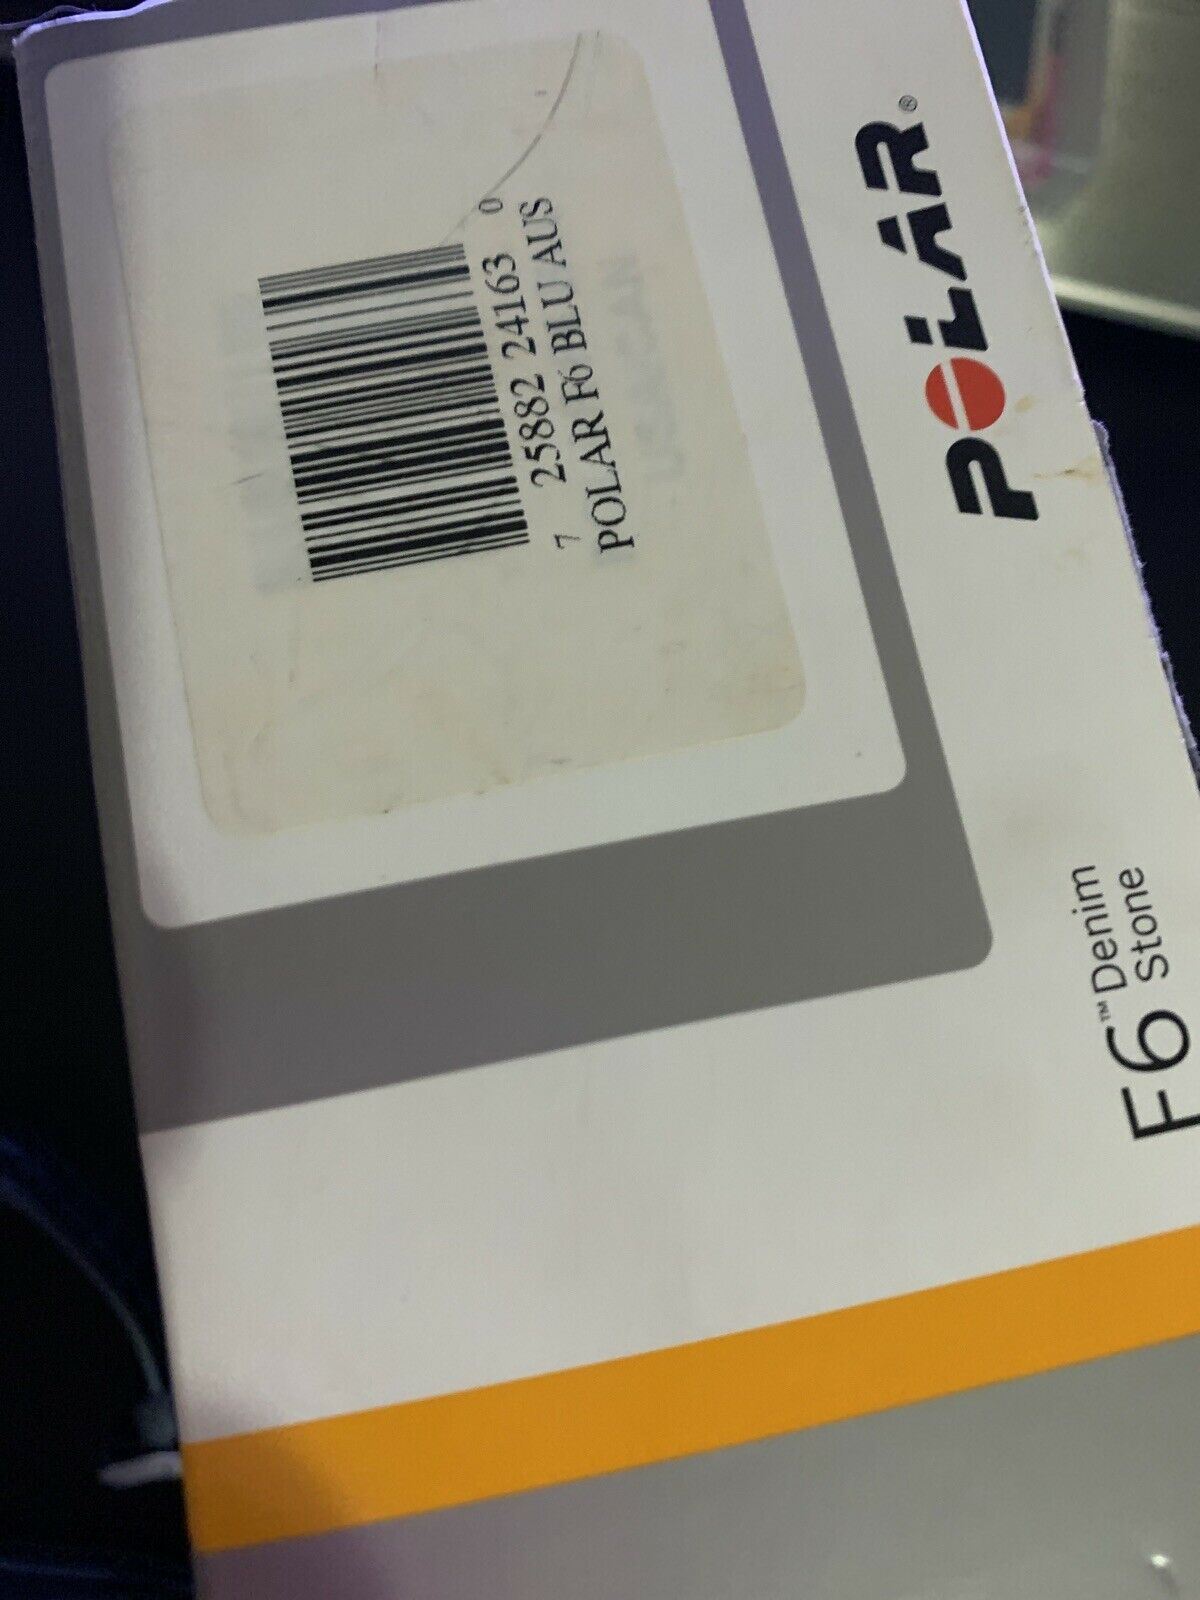 7 25882 24163 0
POLAR F6 BLU AUS
POLAR®
F6™ Denim
Stone